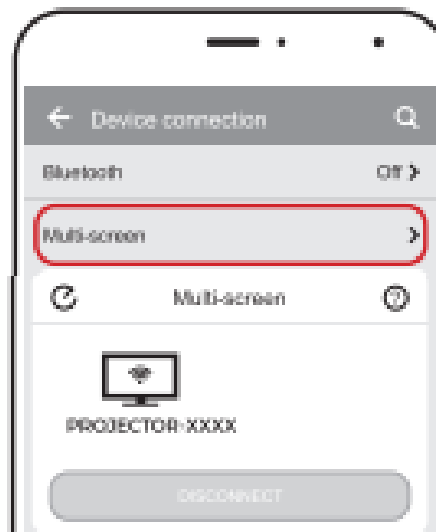 Device connection
Bluetooth Off
Multi-screen
Multi-screen
PROJECTOR-XXXX
DISCONNECT